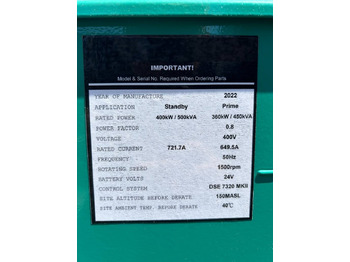 IMPORTANT!
Model & Serial No. Required When Ordering Parts
YEAR OF MANUFACTURE 2022
APPLICATION Standby Prime
RATED POWER 400kW / 500kVA 360kW / 450kVA
POWER FACTOR 0.8
VOLTAGE 400V
RATED CURRENT 721.7A 649.5A
FREQUENCY 50Hz
ROTATING SPEED 1500rpm
BATTERY VOLTS 24V
CONTROL SYSTEM DSE 7320 MKII
SITE ALTITUDE BEFORE DERATE 150MASL
SITE AMBIENT TEMP. BEFORE DERATE 40℃